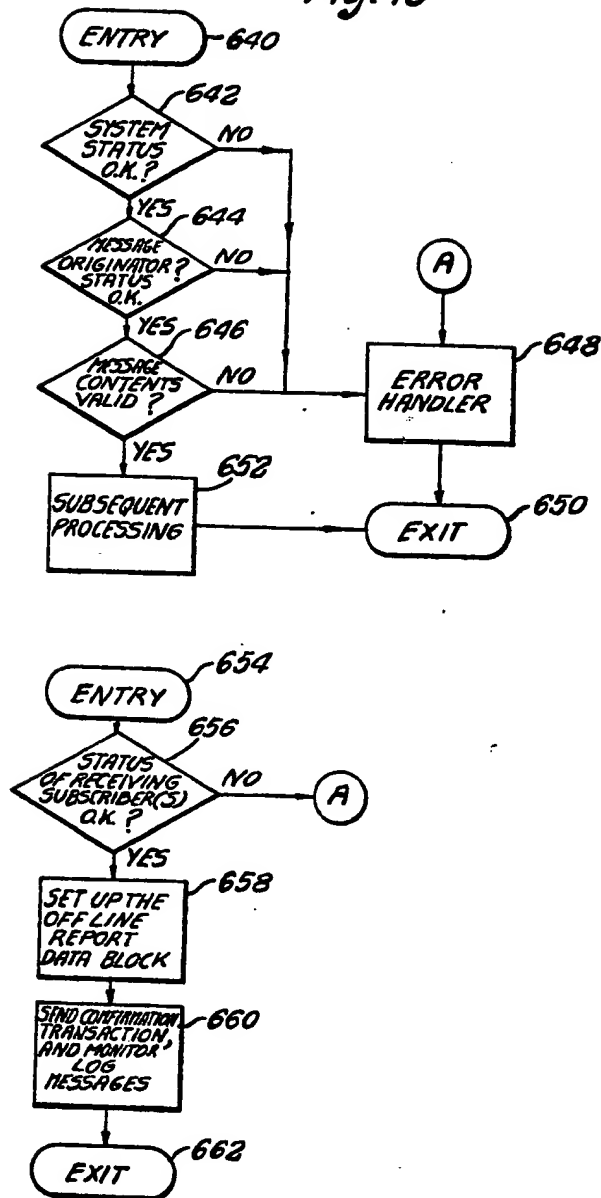 ENTRY
640
642
SYSTEM
STATUS
O.K.?
NO
YES
644
MESSAGE
ORIGINATOR?
STATUS
O.K.
NO
YES
646
MESSAGE
CONTENTS
VALID ?
NO
YES
A
648
ERROR
HANDLER
652
SUBSEQUENT
PROCESSING
650
EXIT
654
ENTRY
656
STATUS
OF RECEIVING
SUBSCRIBER(S)
O.K. ?
NO
A
YES
658
SET UP THE
OFF LINE
REPORT
DATA BLOCK
660
SEND CONFIRMATION,
TRANSACTION,
AND MONITOR
LOG
MESSAGES
662
EXIT